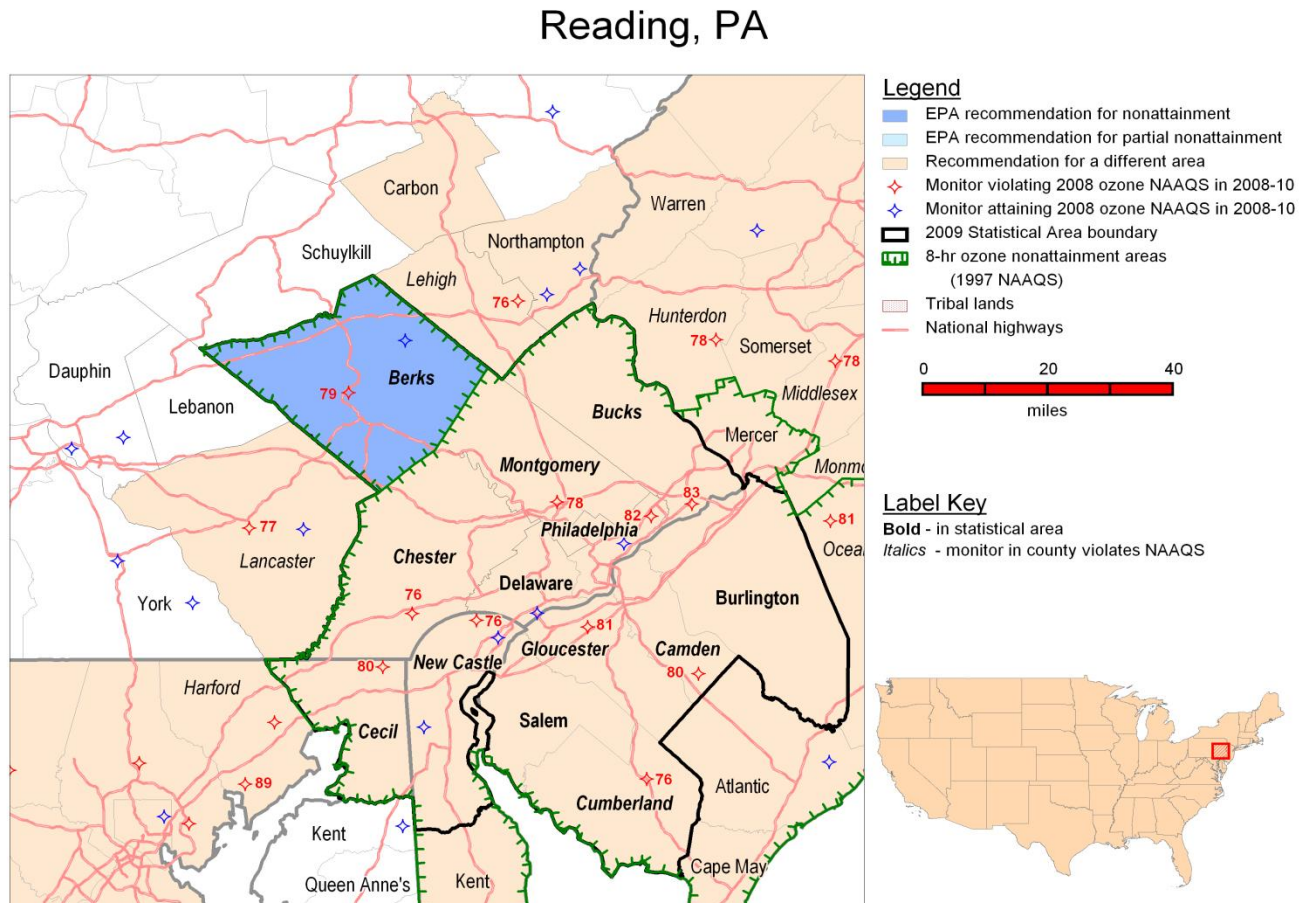 Reading, PA
Legend
EPA recommendation for nonattainment
EPA recommendation for partial nonattainment
Recommendation for a different area
Monitor violating 2008 ozone NAAQS in 2008-10
Monitor attaining 2008 ozone NAAQS in 2008-10
2009 Statistical Area boundary
8-hr ozone nonattainment areas
(1997 NAAQS)
Tribal lands
National highways
0 20 40
miles
Label Key
Bold - in statistical area
Italics - monitor in county violates NAAQS
Carbon
Warren
Northampton
Schuylkill
Lehigh
76
Hunterdon
78
Somerset
78
Dauphin
Berks
79
Middlesex
Lebanon
Bucks
Mercer
Montgomery
Monmo
78
83
82
81
77
Philadelphia
Ocean
Lancaster
Chester
Delaware
York
76
76
81
Burlington
Gloucester
Camden
New Castle
80
80
Harford
Salem
Cecil
89
76
Atlantic
Cumberland
Kent
Cape May
Queen Anne's
Kent